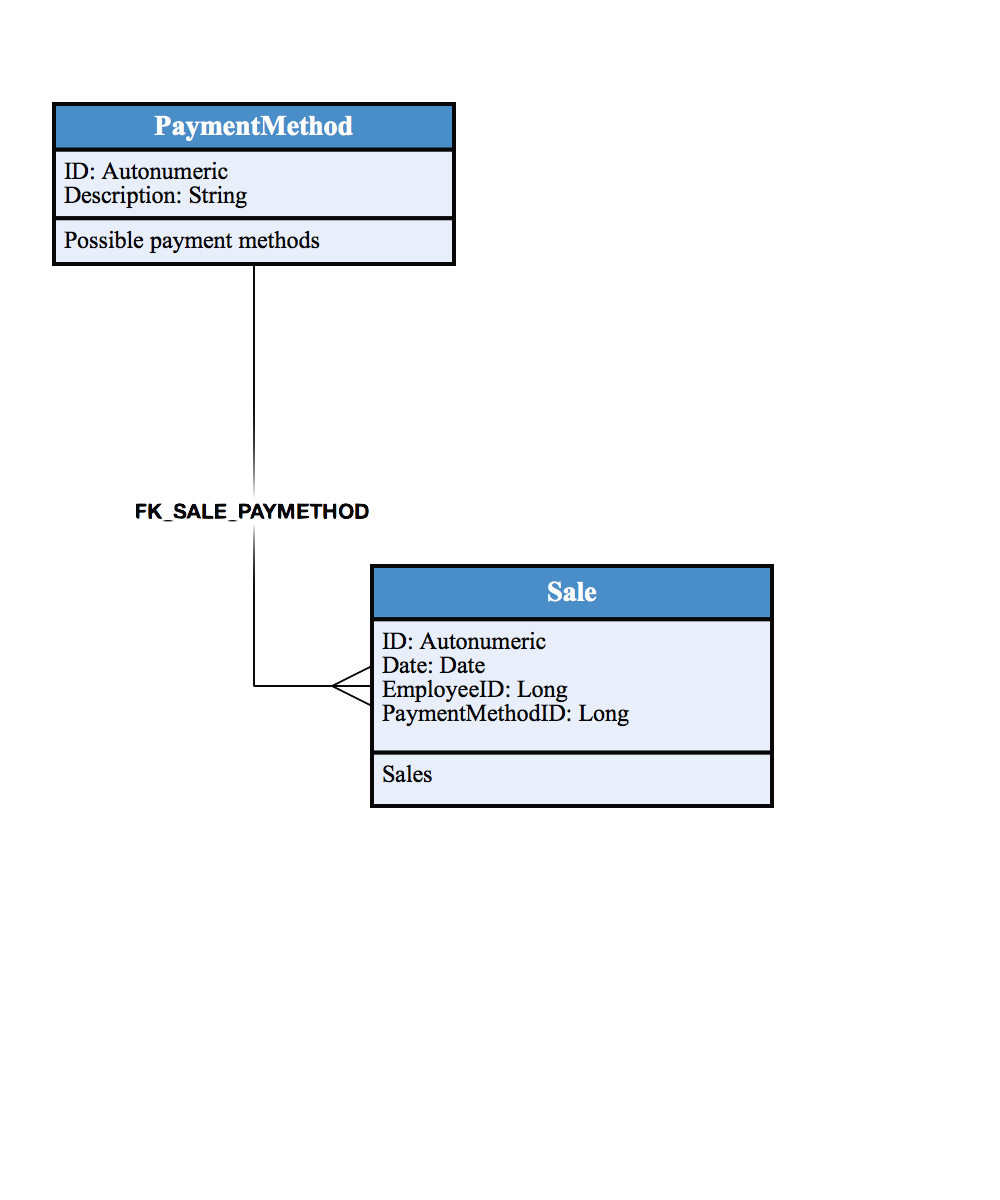 PaymentMethod
ID: Autonumeric
Description: String
Possible payment methods
FK_SALE_PAYMETHOD
Sale
ID: Autonumeric
Date: Date
EmployeeID: Long
PaymentMethodID: Long
Sales